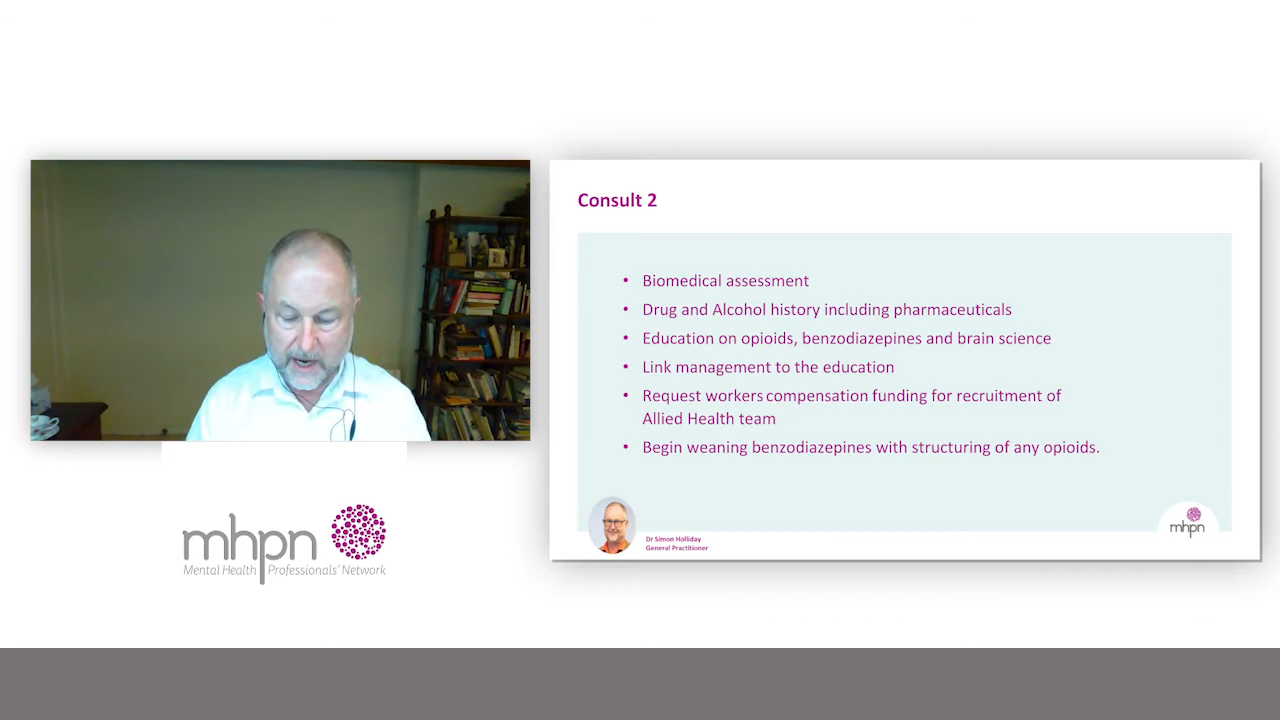 Consult 2
• Biomedical assessment
• Drug and Alcohol history including pharmaceuticals
• Education on opioids, benzodiazepines and brain science
• Link management to the education
• Request workers compensation funding for recruitment of
Allied Health team
• Begin weaning benzodiazepines with structuring of any opioids.
Dr Simon Holliday
General Practitioner
mhpn
mhpn
Mental Health Professionals' Network